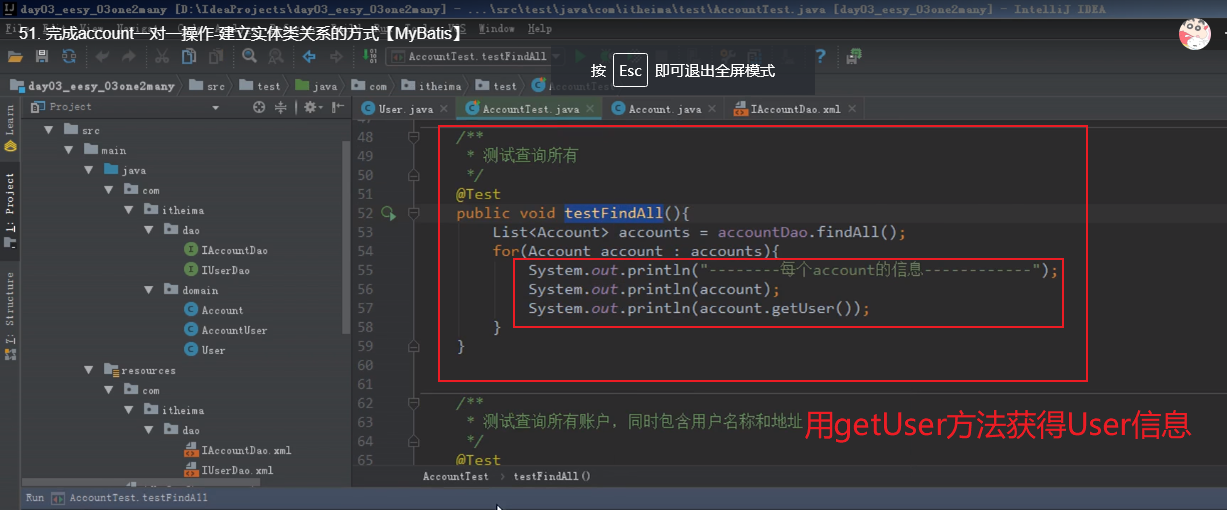 day03_eesy_03one2many [D:\IdeaProjects\day03_eesy_03one2many] - ...\src\test\java\com\itheima\test\AccountTest.java [day03_eesy_03one2many] - IntelliJ IDEA
51. 完成account一对一操作-建立实体类关系的方式【MyBatis】
Window Help
AccountTest.testFindAll
按 Esc 即可退出全屏模式
day03_eesy_03one2many src test java com itheima test AccountTest
Project
User.java AccountTest.java Account.java IAccountDao.xml
Learn
1: Project
7: Structure
src
main
java
com
itheima
dao
IAccountDao
IUserDao
domain
Account
AccountUser
User
resources
com
itheima
dao
IAccountDao.xml
IUserDao.xml
48 /**
49 * 测试查询所有
50 */
51 @Test
52 public void testFindAll(){
53 List<Account> accounts = accountDao.findAll();
54 for(Account account : accounts){
55 System.out.println("--------每个account的信息------------");
56 System.out.println(account);
57 System.out.println(account.getUser());
58 }
59 }
60
61
62 /**
63 * 测试查询所有账户，同时包含用户名称和地址
用getUser方法获得User信息
64 */
65 @Test
AccountTest testFindAll()
Run AccountTest.testFindAll